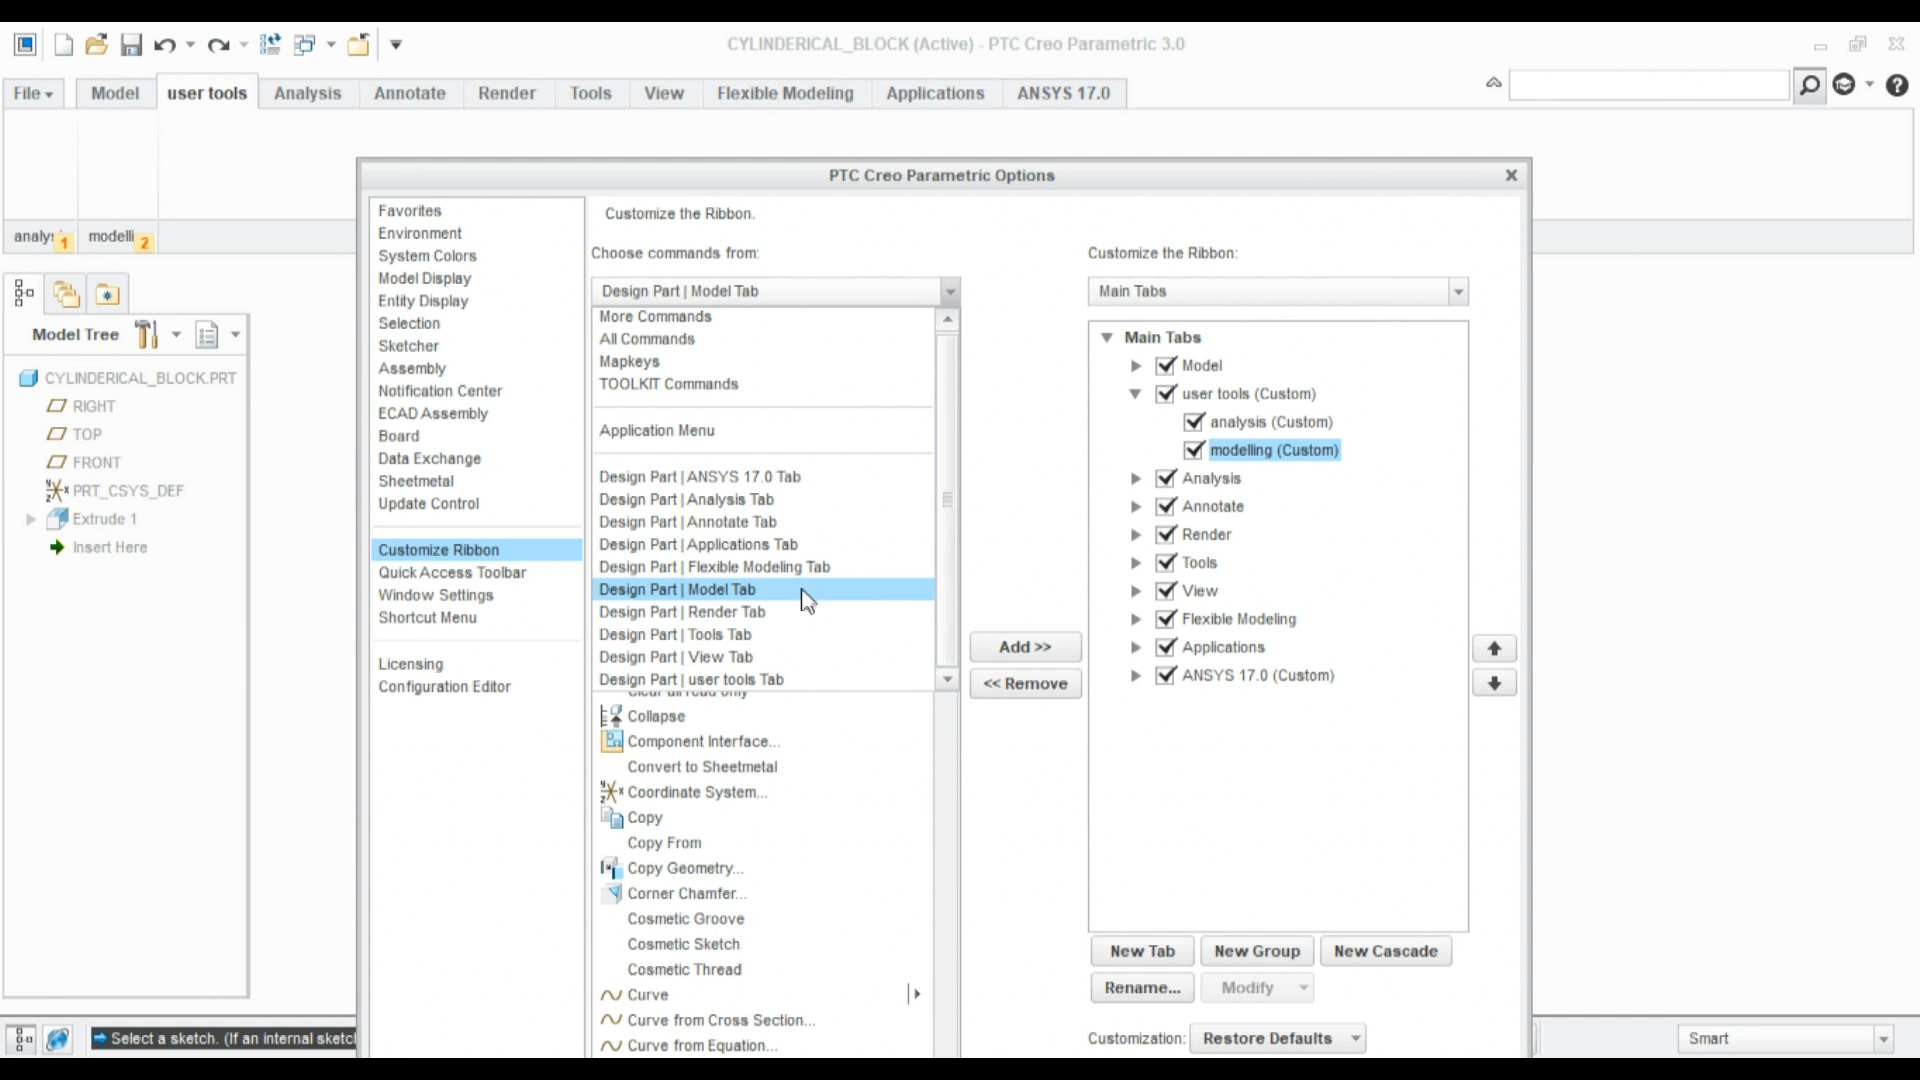 CYLINDERICAL_BLOCK (Active) - PTC Creo Parametric 3.0
File Model user tools Analysis Annotate Render Tools View Flexible Modeling Applications ANSYS 17.0
PTC Creo Parametric Options
analys 1 modelli 2
Model Tree
CYLINDERICAL_BLOCK.PRT
RIGHT
TOP
FRONT
PRT_CSYS_DEF
Extrude 1
Insert Here
Favorites
Environment
System Colors
Model Display
Entity Display
Selection
Sketcher
Assembly
Notification Center
ECAD Assembly
Board
Data Exchange
Sheetmetal
Update Control
Customize Ribbon
Quick Access Toolbar
Window Settings
Shortcut Menu
Licensing
Configuration Editor
Customize the Ribbon.
Choose commands from:
Design Part | Model Tab
More Commands
All Commands
Mapkeys
TOOLKIT Commands
Application Menu
Design Part | ANSYS 17.0 Tab
Design Part | Analysis Tab
Design Part | Annotate Tab
Design Part | Applications Tab
Design Part | Flexible Modeling Tab
Design Part | Model Tab
Design Part | Render Tab
Design Part | Tools Tab
Design Part | View Tab
Design Part | user tools Tab
Clear all read only
Collapse
Component Interface...
Convert to Sheetmetal
Coordinate System...
Copy
Copy From
Copy Geometry...
Corner Chamfer...
Cosmetic Groove
Cosmetic Sketch
Cosmetic Thread
Curve
Curve from Cross Section...
Curve from Equation...
Add >>
<< Remove
Customize the Ribbon:
Main Tabs
Main Tabs
Model
user tools (Custom)
analysis (Custom)
modelling (Custom)
Analysis
Annotate
Render
Tools
View
Flexible Modeling
Applications
ANSYS 17.0 (Custom)
New Tab New Group New Cascade
Rename... Modify
Customization: Restore Defaults
Select a sketch. (If an internal sketch
Smart